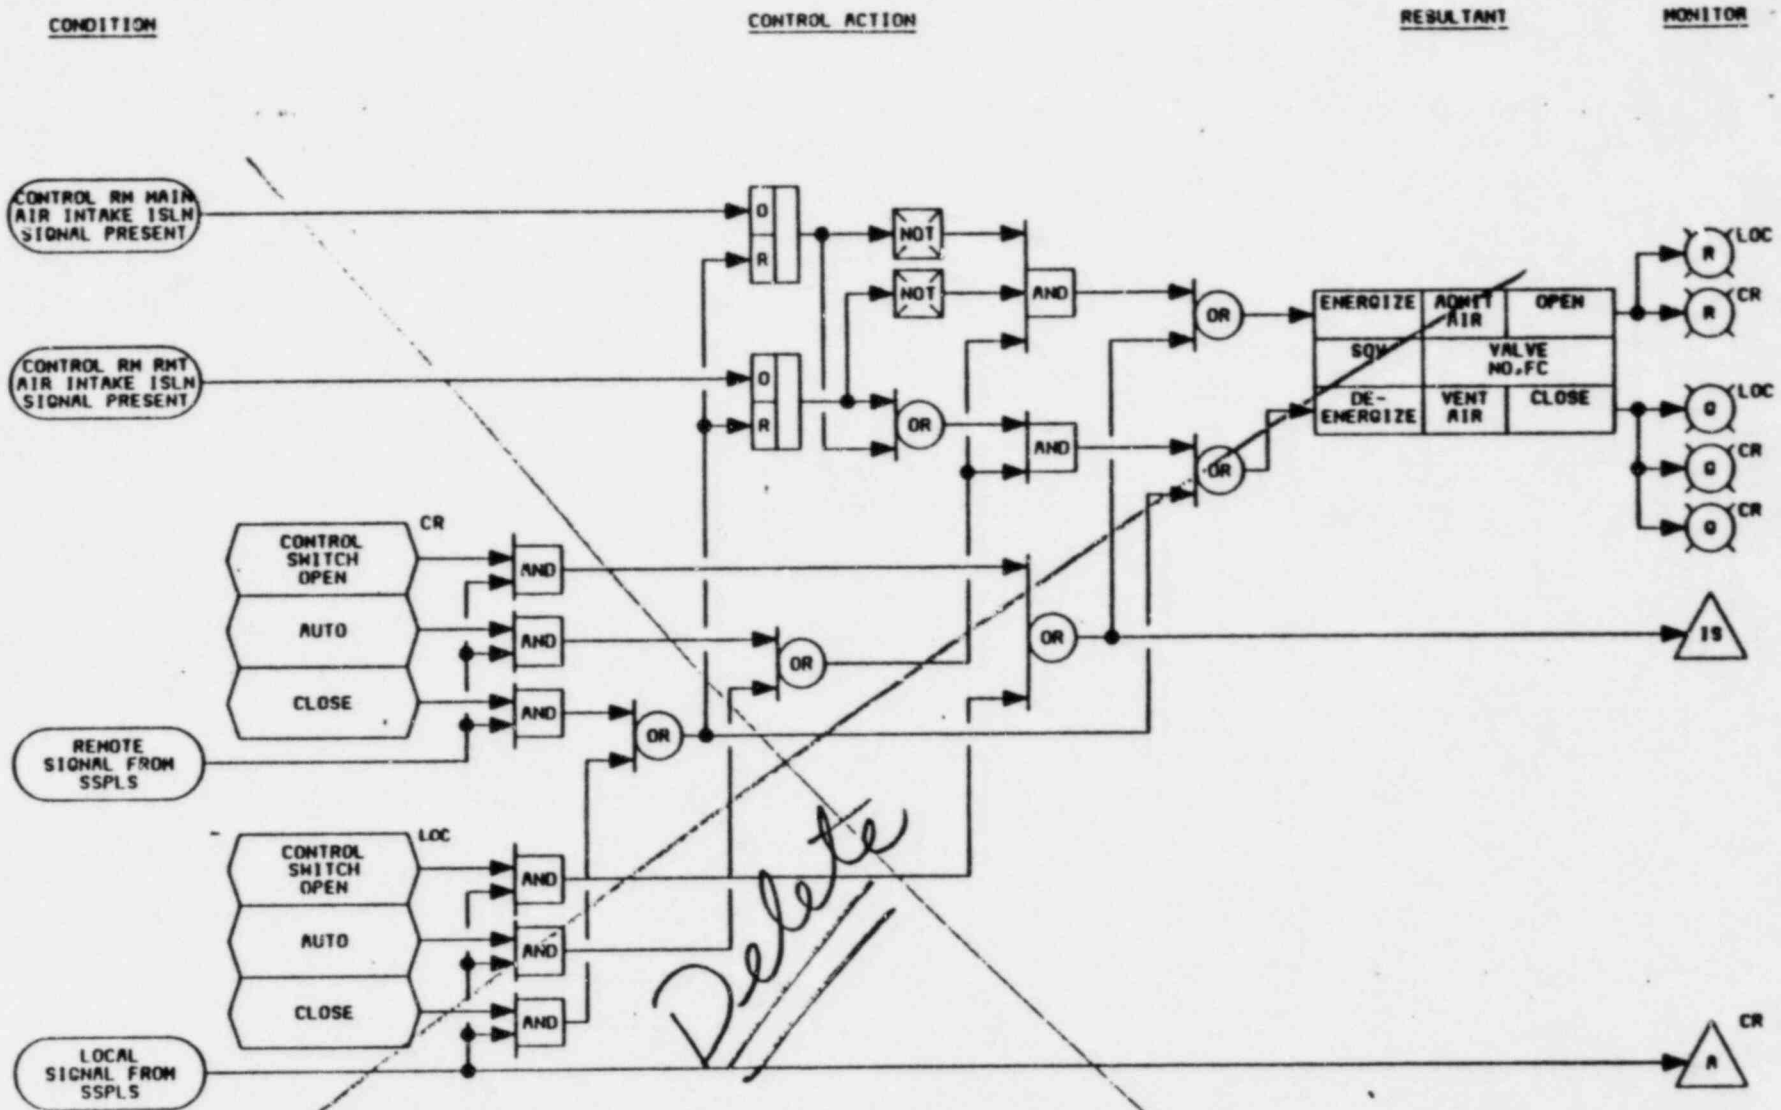 CONDITION
CONTROL ACTION
RESULTANT
MONITOR
CONTROL RM MAIN
AIR INTAKE ISLN
SIGNAL PRESENT
O
R
NOT
NOT
AND
OR
LOC
R
CR
R
ENERGIZE
ADMIT
AIR
OPEN
SOV
VALVE
NO,FC
DE-
ENERGIZE
VENT
AIR
CLOSE
CONTROL RM RMT
AIR INTAKE ISLN
SIGNAL PRESENT
O
R
OR
AND
OR
G
LOC
G
CR
G
CR
CONTROL
SWITCH
OPEN
CR
AND
AUTO
AND
OR
OR
IS
CLOSE
AND
OR
REMOTE
SIGNAL FROM
SSPLS
CONTROL
SWITCH
OPEN
LOC
AND
Delete
AUTO
AND
CLOSE
AND
LOCAL
SIGNAL FROM
SSPLS
A
CR